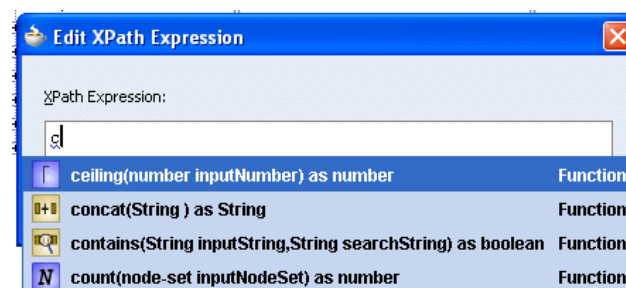 Edit XPath Expression
XPath Expression:
c
ceiling(number inputNumber) as number Function
concat(String ) as String Function
contains(String inputString,String searchString) as boolean Function
N count(node-set inputNodeSet) as number Function